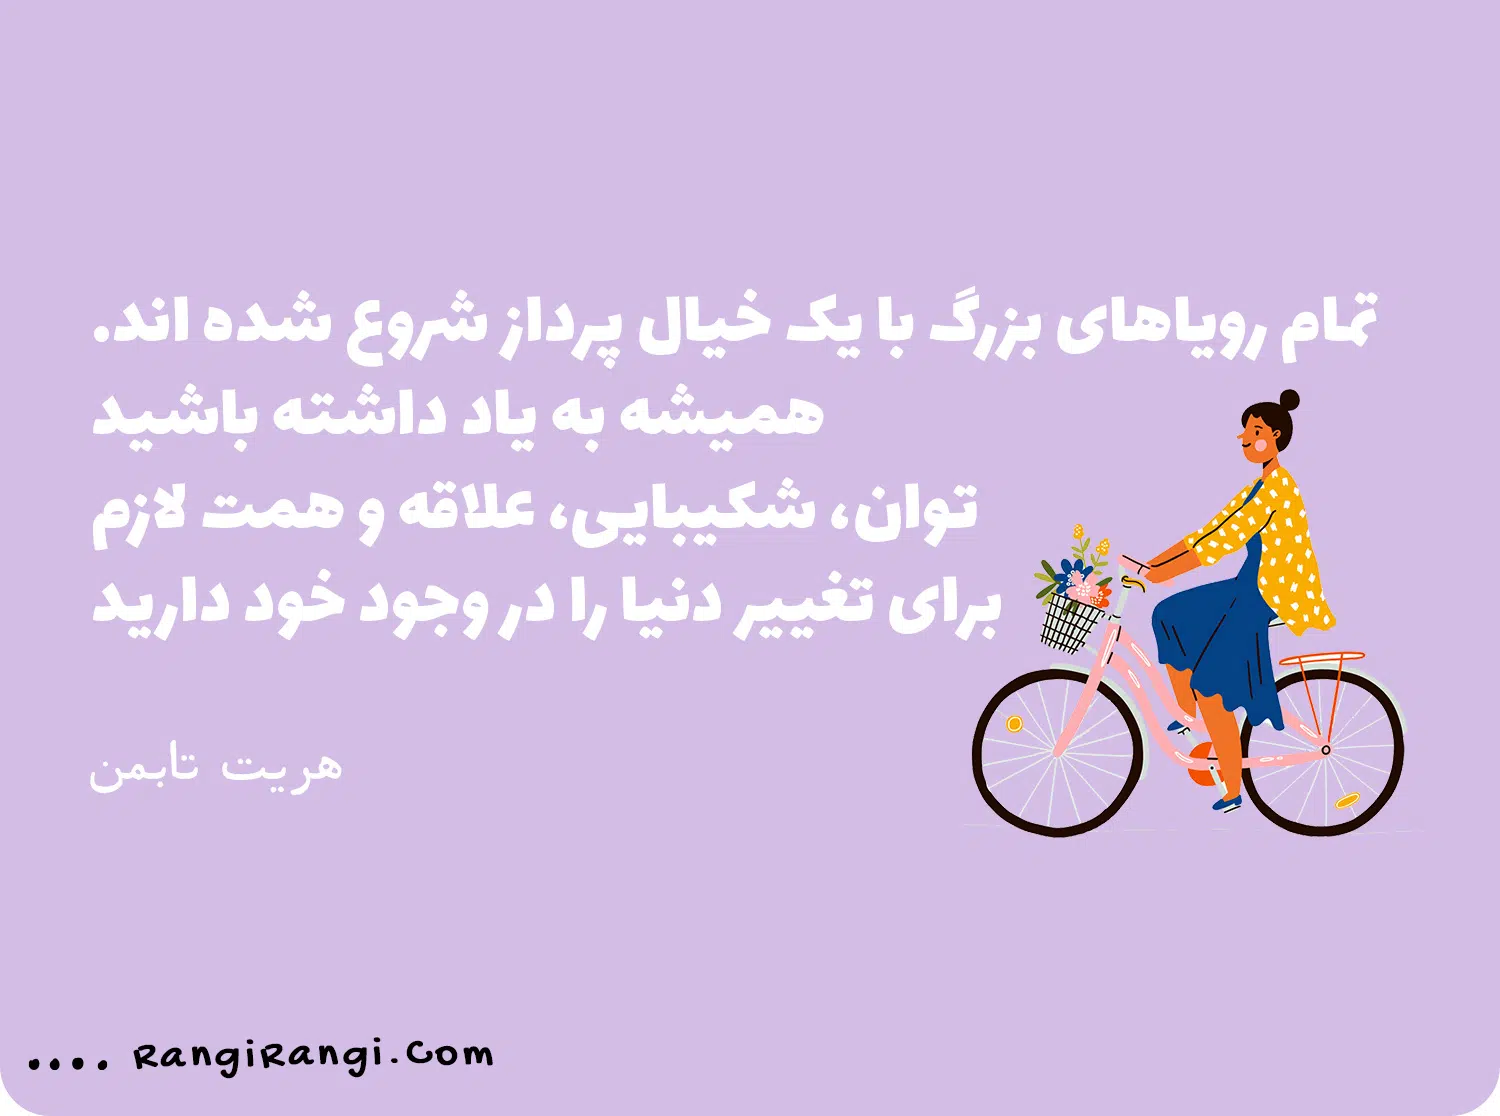 تمام رویاهای بزرگ با یک خیال پرداز شروع شده اند.
همیشه به یاد داشته باشید
توان، شکیبایی، علاقه و همت لازم
برای تغییر دنیا را در وجود خود دارید
هریت تابمن
.... RangiRangi.Com